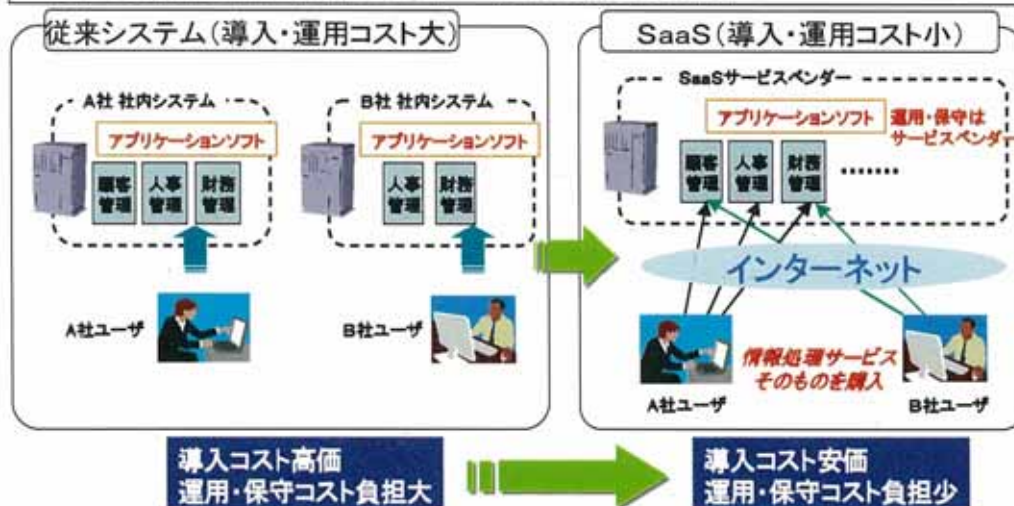 従来システム(導入・運用コスト大)
A社 社内システム
アプリケーションソフト
顧客
管理
人事
管理
財務
管理
A社ユーザ
B社 社内システム
アプリケーションソフト
人事
管理
財務
管理
B社ユーザ
導入コスト高価
運用・保守コスト負担大
SaaS(導入・運用コスト小)
SaaSサービスベンダー
アプリケーションソフト
運用・保守は
サービスベンダー
顧客
管理
人事
管理
財務
管理
・・・・・・・
インターネット
情報処理サービス
そのものを購入
A社ユーザ
B社ユーザ
導入コスト安価
運用・保守コスト負担少